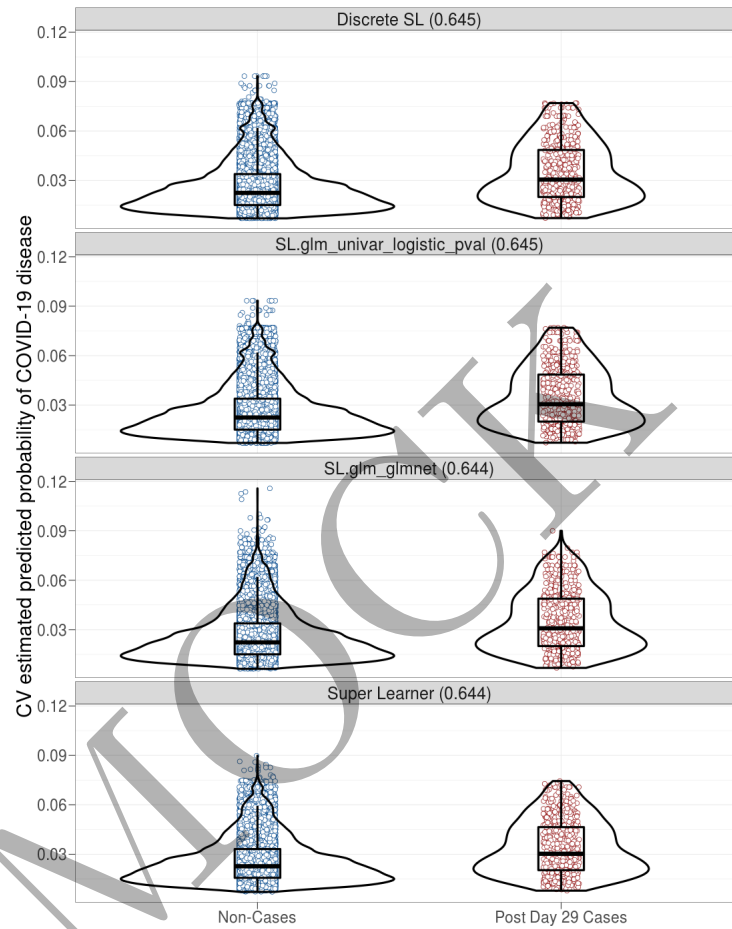 Discrete SL (0.645)
0.12
0.09
0.06
0.03
SL.glm_univar_logistic_pval (0.645)
0.12
0.09
0.06
0.03
SL.glm_glmnet (0.644)
0.12
0.09
0.06
0.03
Super Learner (0.644)
0.12
0.09
0.06
0.03
CV estimated predicted probability of COVID-19 disease
Non-Cases
Post Day 29 Cases
MOCK